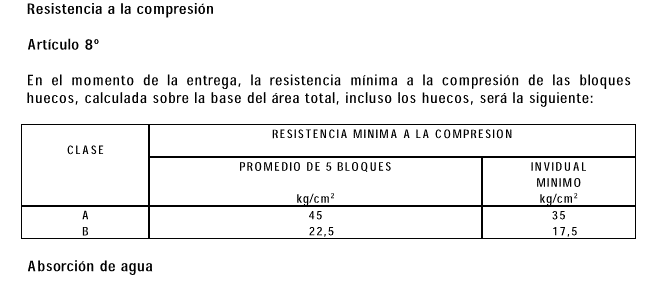 Resistencia a la compresión
Artículo 8º
En el momento de la entrega, la resistencia mínima a la compresión de las bloques
huecos, calculada sobre la base del área total, incluso los huecos, será la siguiente:
CLASE
RESISTENCIA MINIMA A LA COMPRESION
PROMEDIO DE 5 BLOQUES
kg/cm²
INVIDUAL
MINIMO
kg/cm²
A 45 35
B 22,5 17,5
Absorción de agua